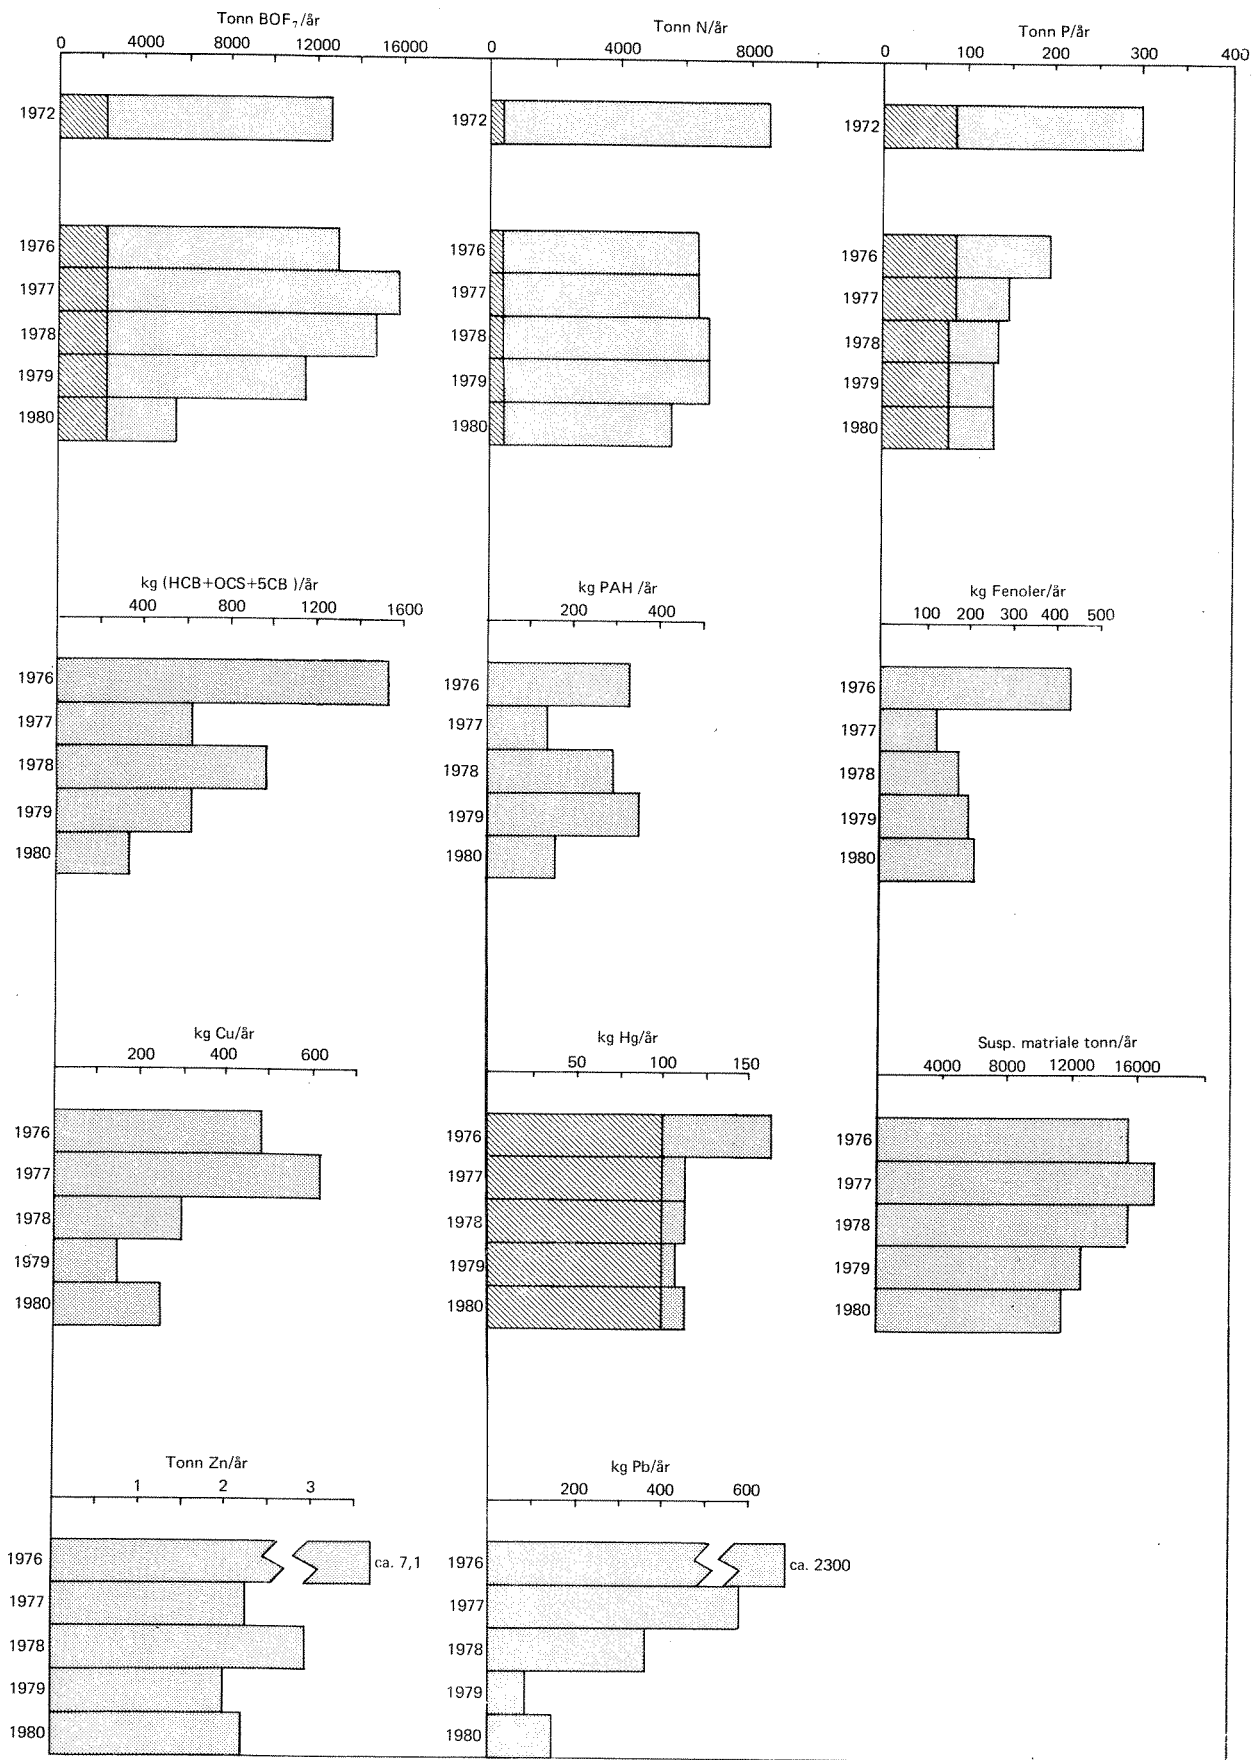 Tonn BOF₇/år
0 4000 8000 12000 16000
1972
1976
1977
1978
1979
1980
Tonn N/år
0 4000 8000
1972
1976
1977
1978
1979
1980
Tonn P/år
0 100 200 300 400
1972
1976
1977
1978
1979
1980
kg (HCB+OCS+5CB )/år
400 800 1200 1600
1976
1977
1978
1979
1980
kg PAH /år
200 400
1976
1977
1978
1979
1980
kg Fenoler/år
100 200 300 400 500
1976
1977
1978
1979
1980
kg Cu/år
200 400 600
1976
1977
1978
1979
1980
kg Hg/år
50 100 150
1976
1977
1978
1979
1980
Susp. matriale tonn/år
4000 8000 12000 16000
1976
1977
1978
1979
1980
Tonn Zn/år
1 2 3
1976 ca. 7,1
1977
1978
1979
1980
kg Pb/år
200 400 600
1976 ca. 2300
1977
1978
1979
1980